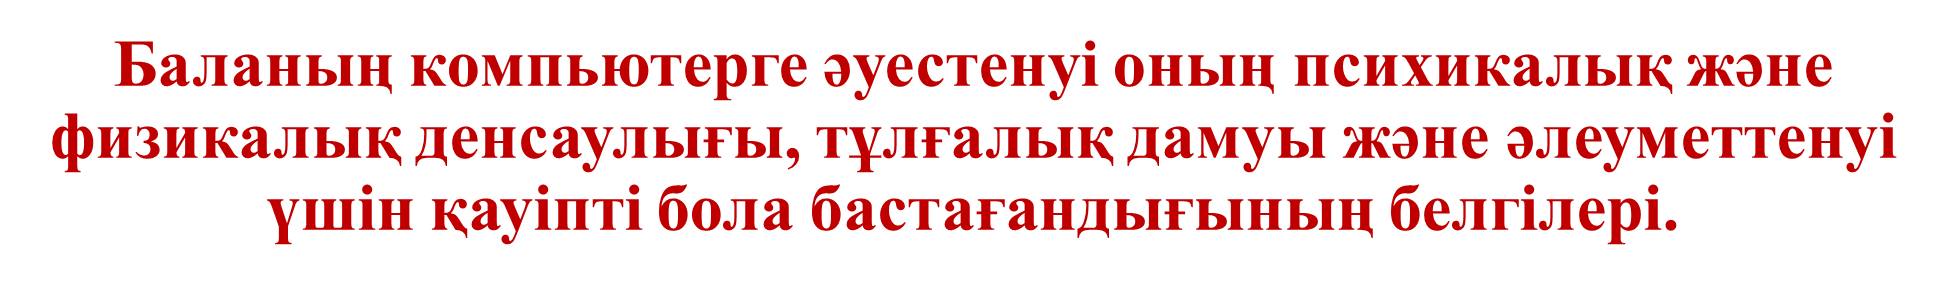 Баланың компьютерге әуестенуі оның психикалық және
физикалық денсаулығы, тұлғалық дамуы және әлеуметтенуі
үшін қауіпті бола бастағандығының белгілері.